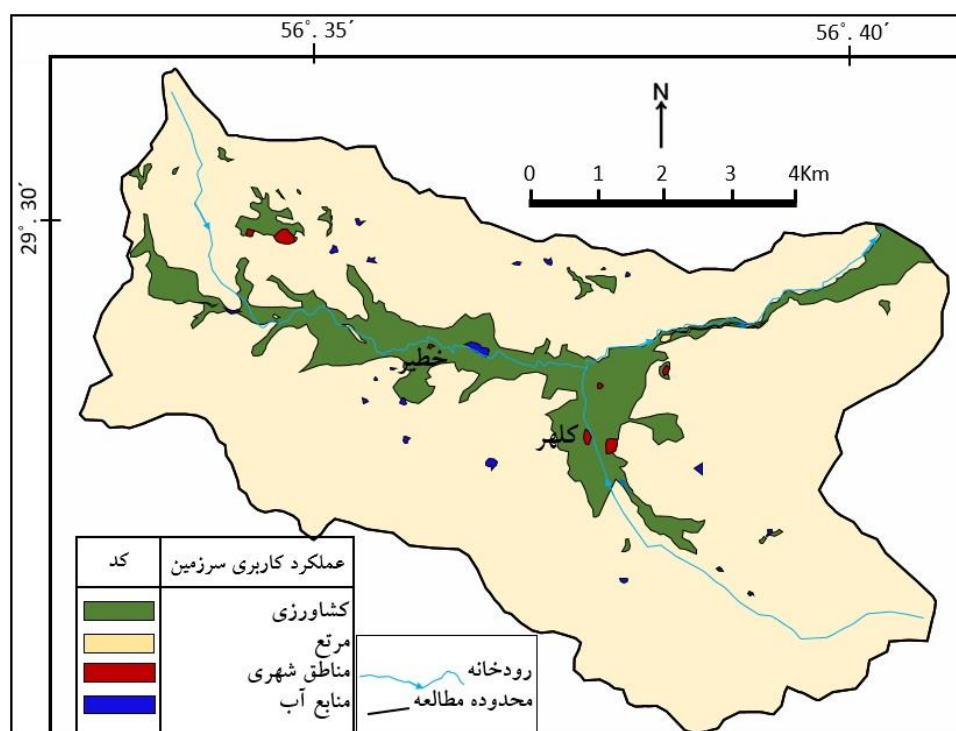 56˚. 35´
56˚. 40´
29˚. 30´
N
0 1 2 3 4Km
خطیر
کلهر
عملکرد کاربری سرزمین
کد
کشاورزی
مرتع
مناطق شهری
منابع آب
رودخانه
محدوده مطالعه